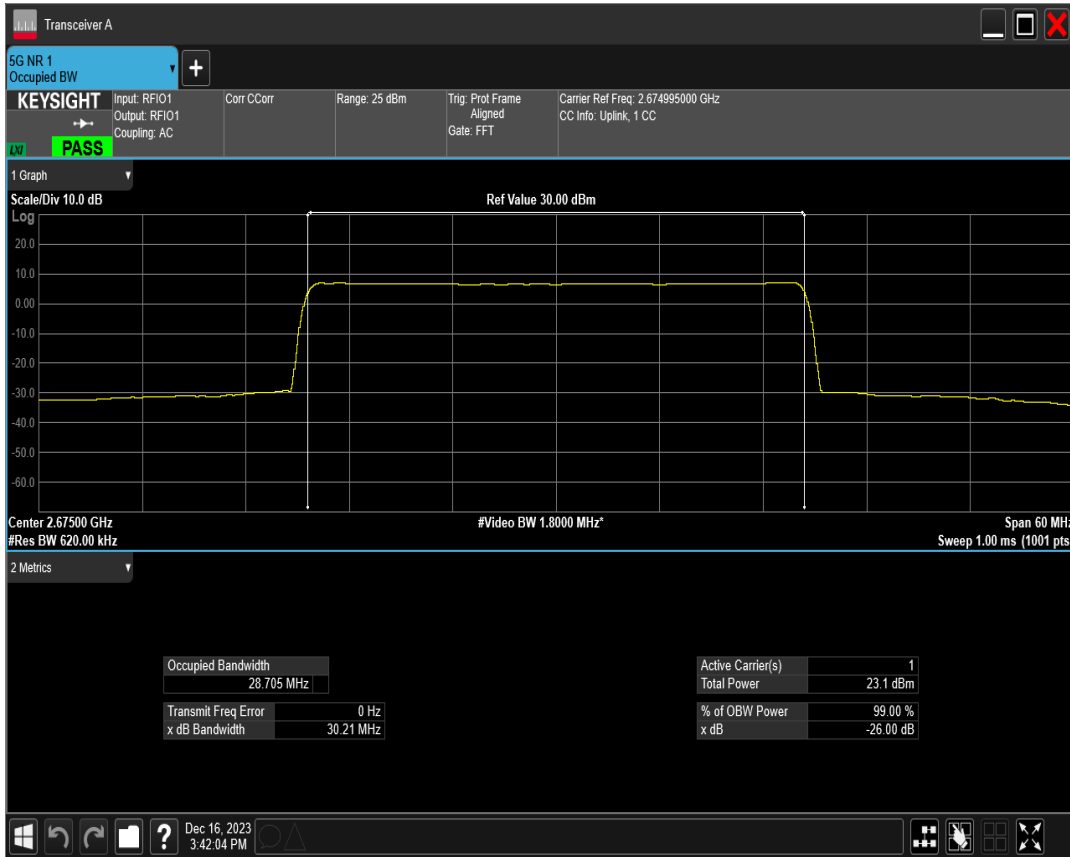 Transceiver A
5G NR 1
Occupied BW
+
KEYSIGHT
LXI
PASS
Input: RFIO1
Output: RFIO1
Coupling: AC
Corr CCorr
Range: 25 dBm
Trig: Prot Frame
Aligned
Gate: FFT
Carrier Ref Freq: 2.674995000 GHz
CC Info: Uplink, 1 CC
1 Graph
Scale/Div 10.0 dB
Ref Value 30.00 dBm
Log
20.0
10.0
0.00
-10.0
-20.0
-30.0
-40.0
-50.0
-60.0
Center 2.67500 GHz
#Video BW 1.8000 MHz*
Span 60 MHz
#Res BW 620.00 kHz
Sweep 1.00 ms (1001 pts
2 Metrics
Occupied Bandwidth
28.705 MHz
Transmit Freq Error 0 Hz
x dB Bandwidth 30.21 MHz
Active Carrier(s) 1
Total Power 23.1 dBm
% of OBW Power 99.00 %
x dB -26.00 dB
?
Dec 16, 2023
3:42:04 PM